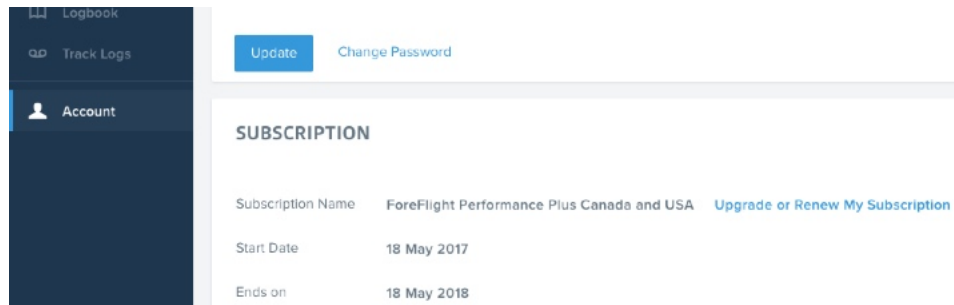 Logbook
Track Logs
Account
Update Change Password
SUBSCRIPTION
Subscription Name ForeFlight Performance Plus Canada and USA Upgrade or Renew My Subscription
Start Date 18 May 2017
Ends on 18 May 2018